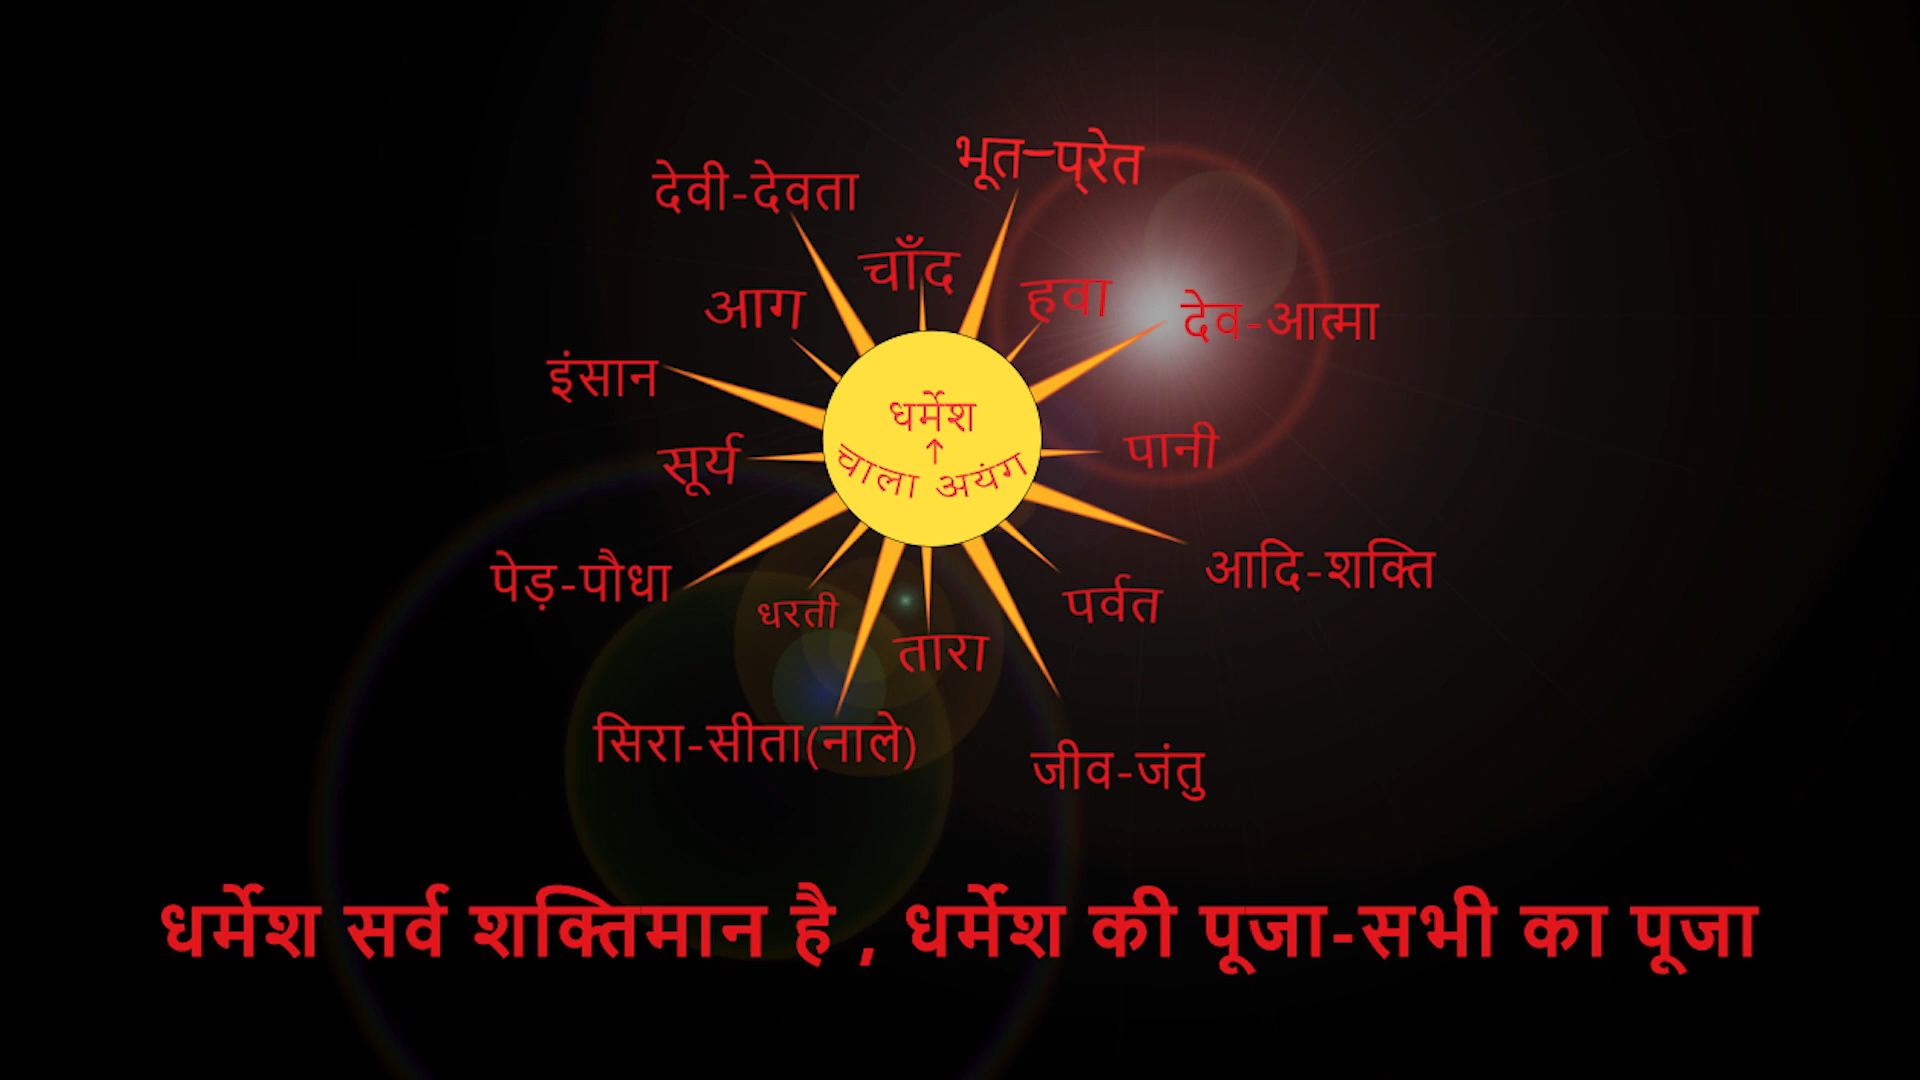 भूत-प्रेत
देवी-देवता
चाँद
हवा
आग
देव-आत्मा
इंसान
धर्मेश
↑
चाला अयंग
पानी
सूर्य
आदि-शक्ति
पेड़-पौधा
पर्वत
धरती
तारा
सिरा-सीता(नाले)
जीव-जंतु
धर्मेश सर्व शक्तिमान है , धर्मेश की पूजा-सभी का पूजा